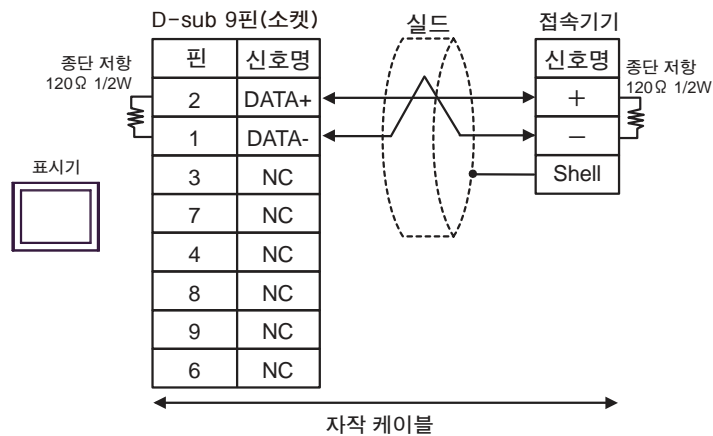 D-sub 9핀(소켓)
실드
접속기기
종단 저항
120Ω 1/2W
핀 신호명
신호명
종단 저항
120Ω 1/2W
2 DATA+
+
1 DATA-
−
표시기
3 NC
Shell
7 NC
4 NC
8 NC
9 NC
6 NC
자작 케이블